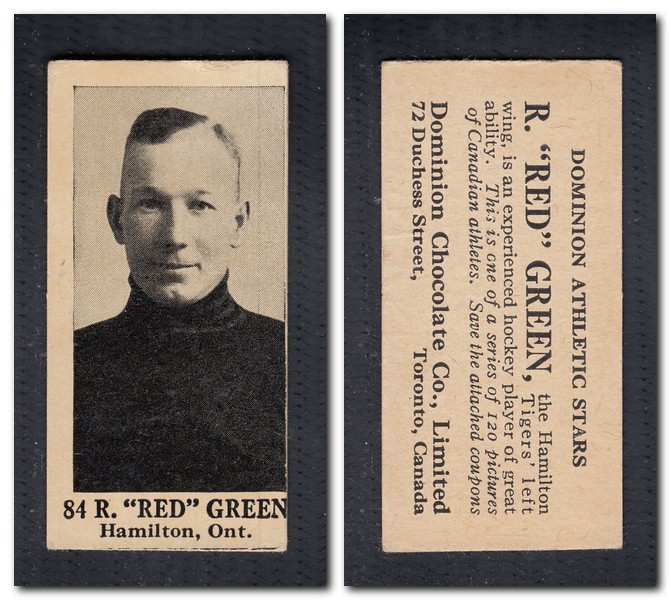 84 R. "RED" GREEN
Hamilton, Ont.
DOMINION ATHLETIC STARS
R. "RED" GREEN, the Hamilton
Tigers' left
wing, is an experienced hockey player of great
ability. This is one of a series of 120 pictures
of Canadian athletes. Save the attached coupons
Dominion Chocolate Co., Limited
72 Duchess Street, Toronto, Canada